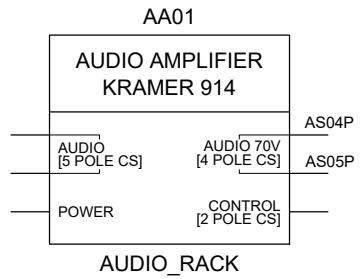 AA01
AUDIO AMPLIFIER
KRAMER 914
AS04P
AUDIO
[5 POLE CS]
AUDIO 70V
[4 POLE CS]
AS05P
POWER
CONTROL
[2 POLE CS]
AUDIO_RACK